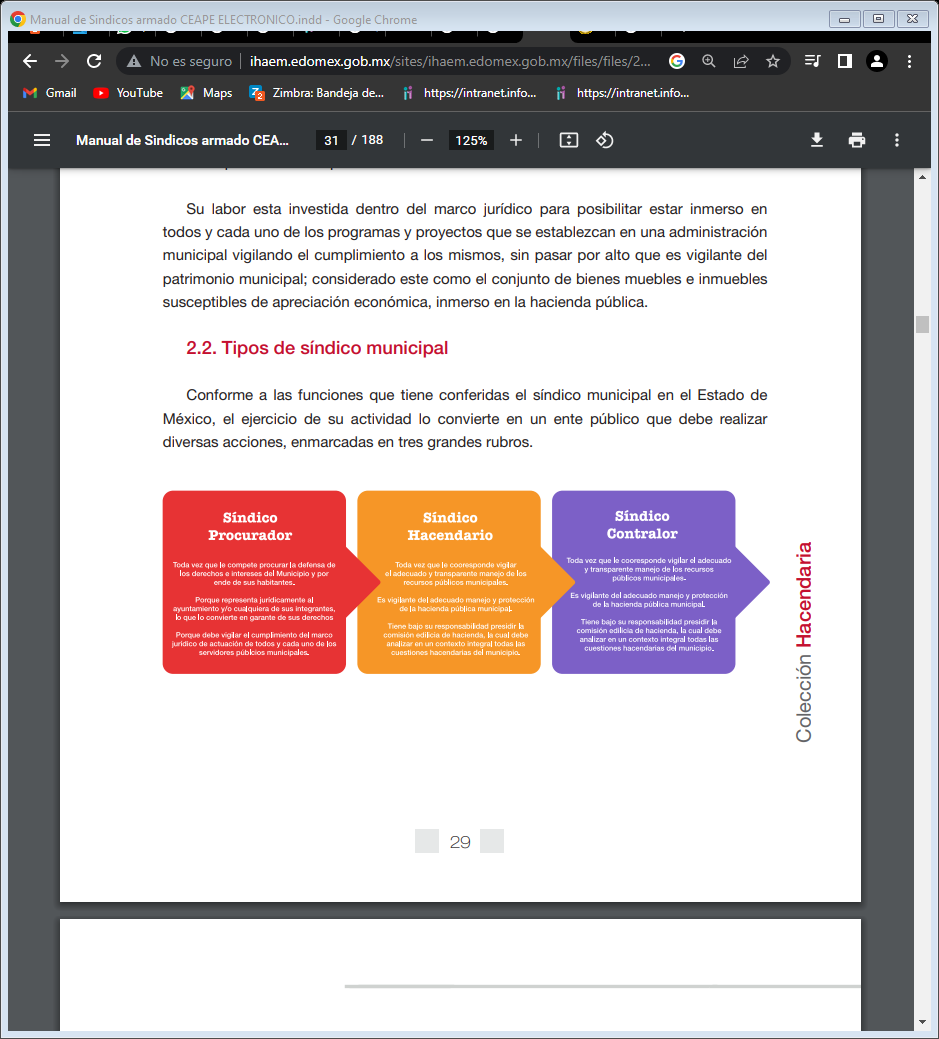 Manual de Sindicos armado CEAPE ELECTRONICO.indd - Google Chrome
No es seguro | ihaem.edomex.gob.mx/sites/ihaem.edomex.gob.mx/files/files/2...
Gmail YouTube Maps Zimbra: Bandeja de... https://intranet.info... https://intranet.info...
Manual de Sindicos armado CEA... 31 / 188 125%
Su labor esta investida dentro del marco jurídico para posibilitar estar inmerso en
todos y cada uno de los programas y proyectos que se establezcan en una administración
municipal vigilando el cumplimiento a los mismos, sin pasar por alto que es vigilante del
patrimonio municipal; considerado este como el conjunto de bienes muebles e inmuebles
susceptibles de apreciación económica, inmerso en la hacienda pública.
2.2. Tipos de síndico municipal
Conforme a las funciones que tiene conferidas el síndico municipal en el Estado de
México, el ejercicio de su actividad lo convierte en un ente público que debe realizar
diversas acciones, enmarcadas en tres grandes rubros.
Síndico
Procurador
Toda vez que le compete procurar la defensa de
los derechos e intereses del Municipio y por
ende de sus habitantes.
Porque representa jurídicamente al
ayuntamiento y/o cualquiera de sus integrantes,
lo que lo convierte en garante de sus derechos
Porque debe vigilar el cumplimiento del marco
jurídico de actuación de todos y cada uno de los
servidores públicios municipales.
Síndico
Hacendario
Toda vez que le cooresponde vigilar
el adecuado y transparente manejo de los
recursos públicos municipales.
Es vigilante del adecuado manejo y protección
de la hacienda pública municipal.
Tiene bajo su responsabilidad presidir la
comisión edilicia de hacienda, la cual debe
analizar en un contexto integral todas las
cuestiones hacendarias del municipio.
Síndico
Contralor
Toda vez que le cooresponde vigilar el adecuado
y transparente manejo de los recursos
públicos municipales.
Es vigilante del adecuado manejo y protección
de la hacienda pública municipal.
Tiene bajo su responsabilidad presidir la
comisión edilicia de hacienda, la cual debe
analizar en un contexto integral todas las
cuestiones hacendarias del municipio.
Colección Hacendaria
29